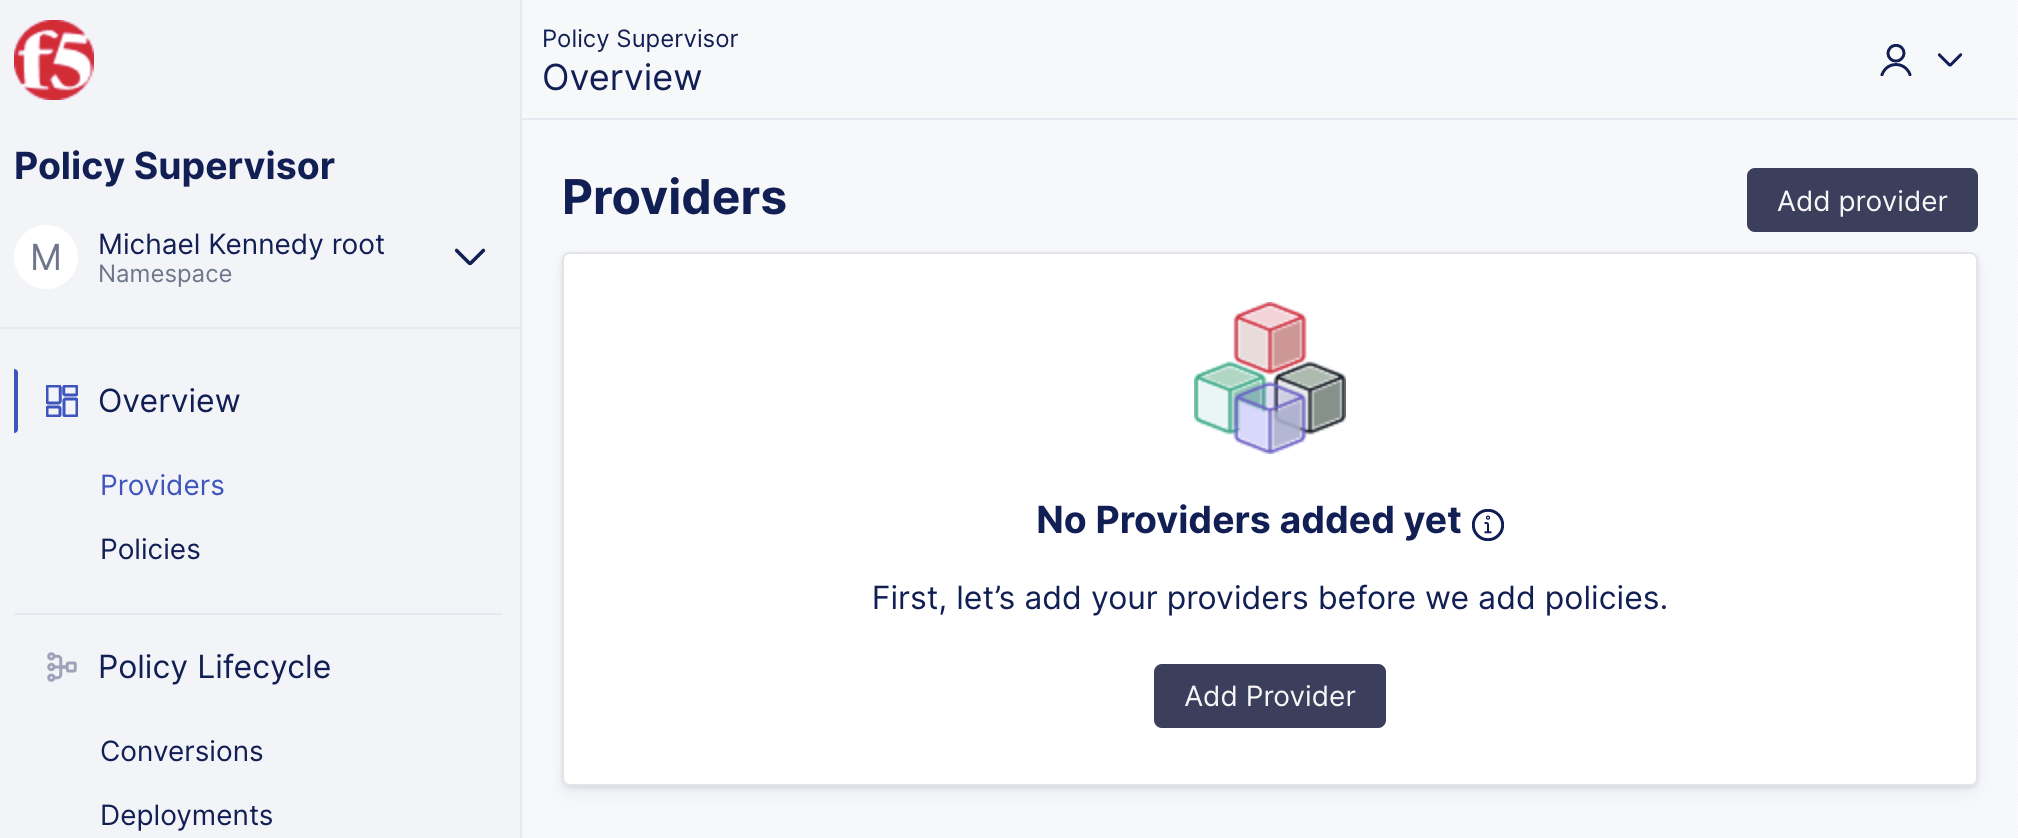 f5
Policy Supervisor
M
Michael Kennedy root
Namespace
Overview
Providers
Policies
Policy Lifecycle
Conversions
Deployments
Policy Supervisor
Overview
Providers
Add provider
No Providers added yet
First, let’s add your providers before we add policies.
Add Provider